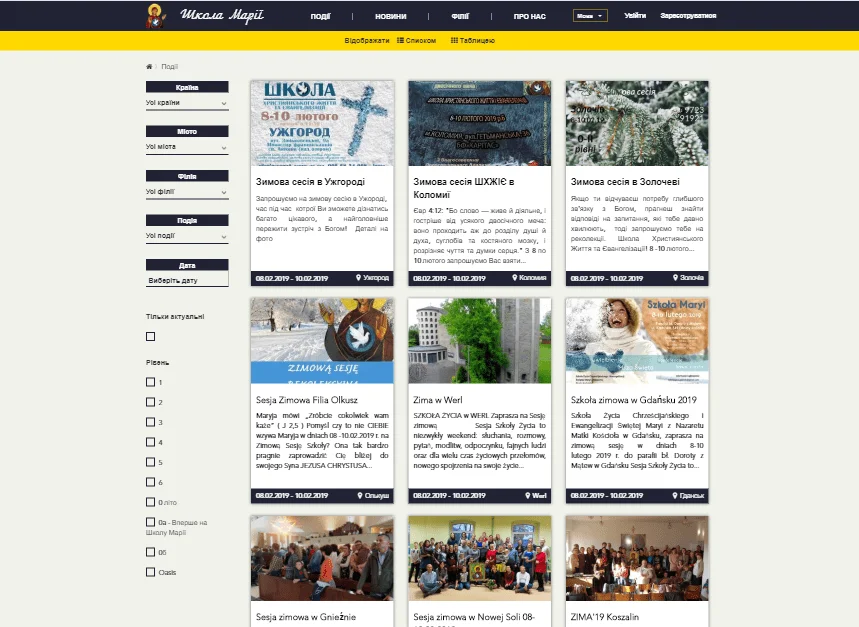 Школа Марії
ПОДІЇ | НОВИНИ | ФІЛІЇ | ПРО НАС
Мова
Увійти
Зареєструватися
Відображати Списком Таблицею
Події
Країна
Усі країни
Місто
Усі міста
Філія
Усі філії
Подія
Усі події
Дата
Виберіть дату
Тільки актуальні
Рівень
1
2
3
4
5
6
0 літо
0а - Вперше на
Школу Марії
0б
Oasis
ШКОЛА
ХРИСТИЯНСЬКОГО ЖИТТЯ
8-10 лютого
УЖГОРОД
Зимова сесія в Ужгороді
Запрошуємо на зимову сесію в Ужгород,
час під час котрої Ви зможете дізнатись
багато цікавого, а найголовніше
пережити зустріч з Богом! Деталі на
фото
08.02.2019 - 10.02.2019 Ужгород
ШКОЛА ХРИСТИЯНСЬКОГО ЖИТТЯ
8-10 ЛЮТОГО 2019 р.б
Зимова сесія ШХЖІЄ в
Коломиї
Євр 4:12: "Бо слово — живе й діяльне, і
гостріше від усякого двосічного меча:
воно проходить аж до розділу душі й
духа, суглобів та костяного мозку, і
розрізняє чуття та думки серця." З 8 по
10 лютого запрошуємо Вас взяти...
08.02.2019 - 10.02.2019 Коломия
сесія
Золочів
9723
91921
рівні
Зимова сесія в Золочеві
Якщо ти відчуваєш потребу глибшого
зв'язку з Богом, прагнеш знайти
відповіді на запитання, які тебе давно
хвилюють, тоді запрошуємо тебе на
реколекції. Школа Християнського
Життя та Євангелізації! 8 - 10 лютого...
08.02.2019 - 10.02.2019 Золочів
ZIMOWĄ SESJĘ
REKOLEKCYJNĄ
Sesja Zimowa Filia Olkusz
Maryja mówi „Zróbcie cokolwiek wam
każe” ( J 2,5 ) Pomyśl czy to nie CIEBIE
wzywa Maryja w dniach 08 -10.02.2019 r. na
Zimową Sesję Szkoły? Ona tak bardzo
pragnie zaprowadzić Cię bliżej do
swojego Syna JEZUSA CHRYSTUSA...
08.02.2019 - 10.02.2019 Олькуш
Zima w Werl
SZKOŁA ŻYCIA w WERL Zaprasza na Sesję
zimową Sesja Szkoły Życia to
niezwykły weekend: słuchania, rozmowy,
pytań, modlitw, odpoczynku, fajnych ludzi
oraz dla wielu czas życiowych przełomów,
nowego spojrzenia na swoje życie...
08.02.2019 - 10.02.2019 Werl
Szkoła Maryi
8-10 lutego 2019
Szkoła zimowa w Gdańsku 2019
Szkoła Życia Chrześcijańskiego i
Ewangelizacji Świętej Maryi z Nazaretu
Matki Kościoła w Gdańsku, zaprasza na
zimową sesję w dniach 8-10
lutego 2019 r. do parafii bł. Doroty z
Mątew w Gdańsku Sesja Szkoły Życia to...
08.02.2019 - 10.02.2019 Гданськ
Sesja zimowa w Gnieźnie
Sesja zimowa w Nowej Soli 08-
ZIMA'19 Koszalin